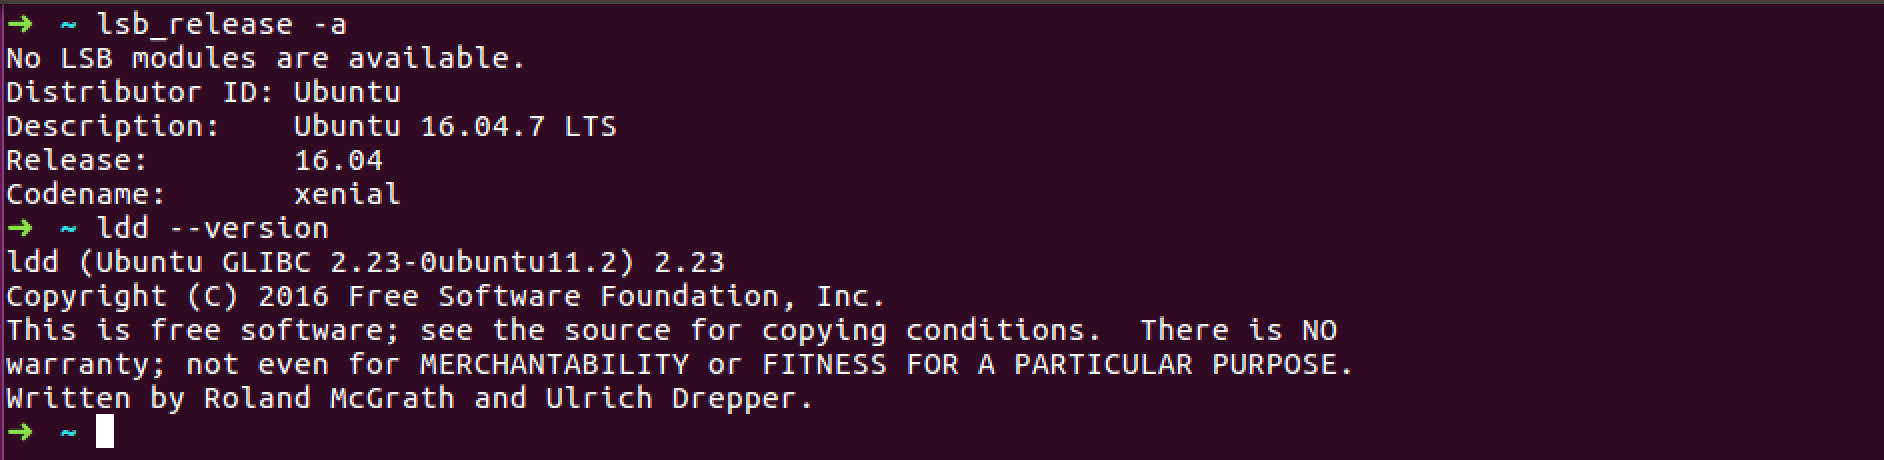 ➜  ~ lsb_release -a
No LSB modules are available.
Distributor ID: Ubuntu
Description:    Ubuntu 16.04.7 LTS
Release:        16.04
Codename:       xenial
➜  ~ ldd --version
ldd (Ubuntu GLIBC 2.23-0ubuntu11.2) 2.23
Copyright (C) 2016 Free Software Foundation, Inc.
This is free software; see the source for copying conditions.  There is NO
warranty; not even for MERCHANTABILITY or FITNESS FOR A PARTICULAR PURPOSE.
Written by Roland McGrath and Ulrich Drepper.
➜  ~